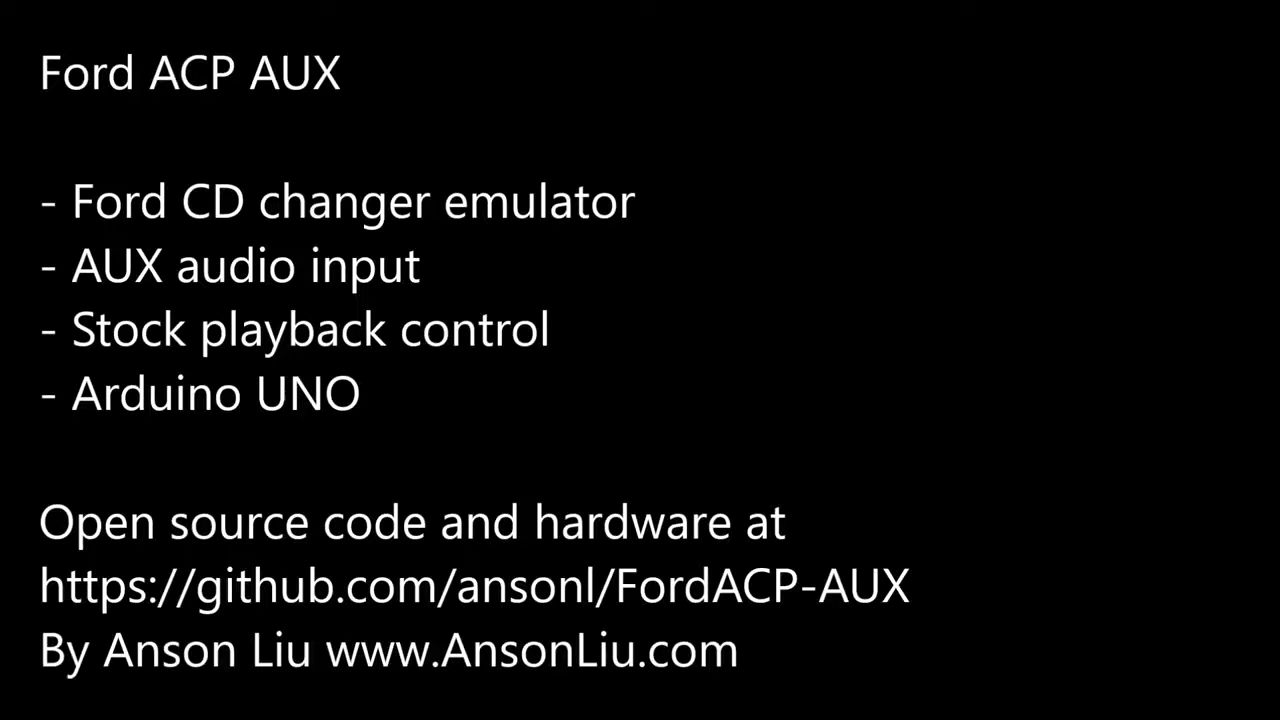 Ford ACP AUX
- Ford CD changer emulator
- AUX audio input
- Stock playback control
- Arduino UNO
Open source code and hardware at
https://github.com/ansonl/FordACP-AUX
By Anson Liu www.AnsonLiu.com